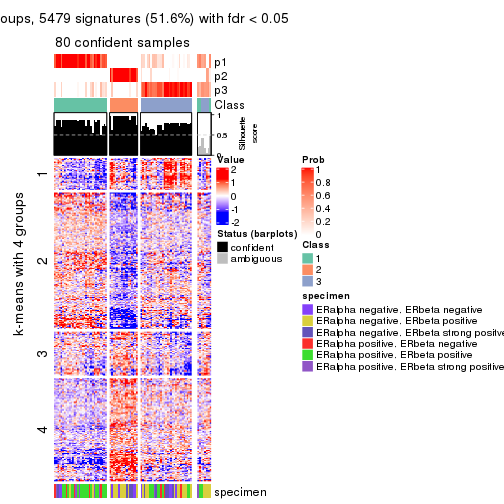 oups, 5479 signatures (51.6%) with fdr < 0.05
80 confident samples
p1
p2
p3
Class
1
0.5
0
Silhouette
score
k-means with 4 groups
1
2
3
4
specimen
Value
2
1
0
-1
-2
Status (barplots)
confident
ambiguous
Prob
1
0.8
0.6
0.4
0.2
0
Class
1
2
3
specimen
ERalpha negative. ERbeta negative
ERalpha negative. ERbeta positive
ERalpha negative. ERbeta strong positive
ERalpha positive. ERbeta negative
ERalpha positive. ERbeta positive
ERalpha positive. ERbeta strong positive